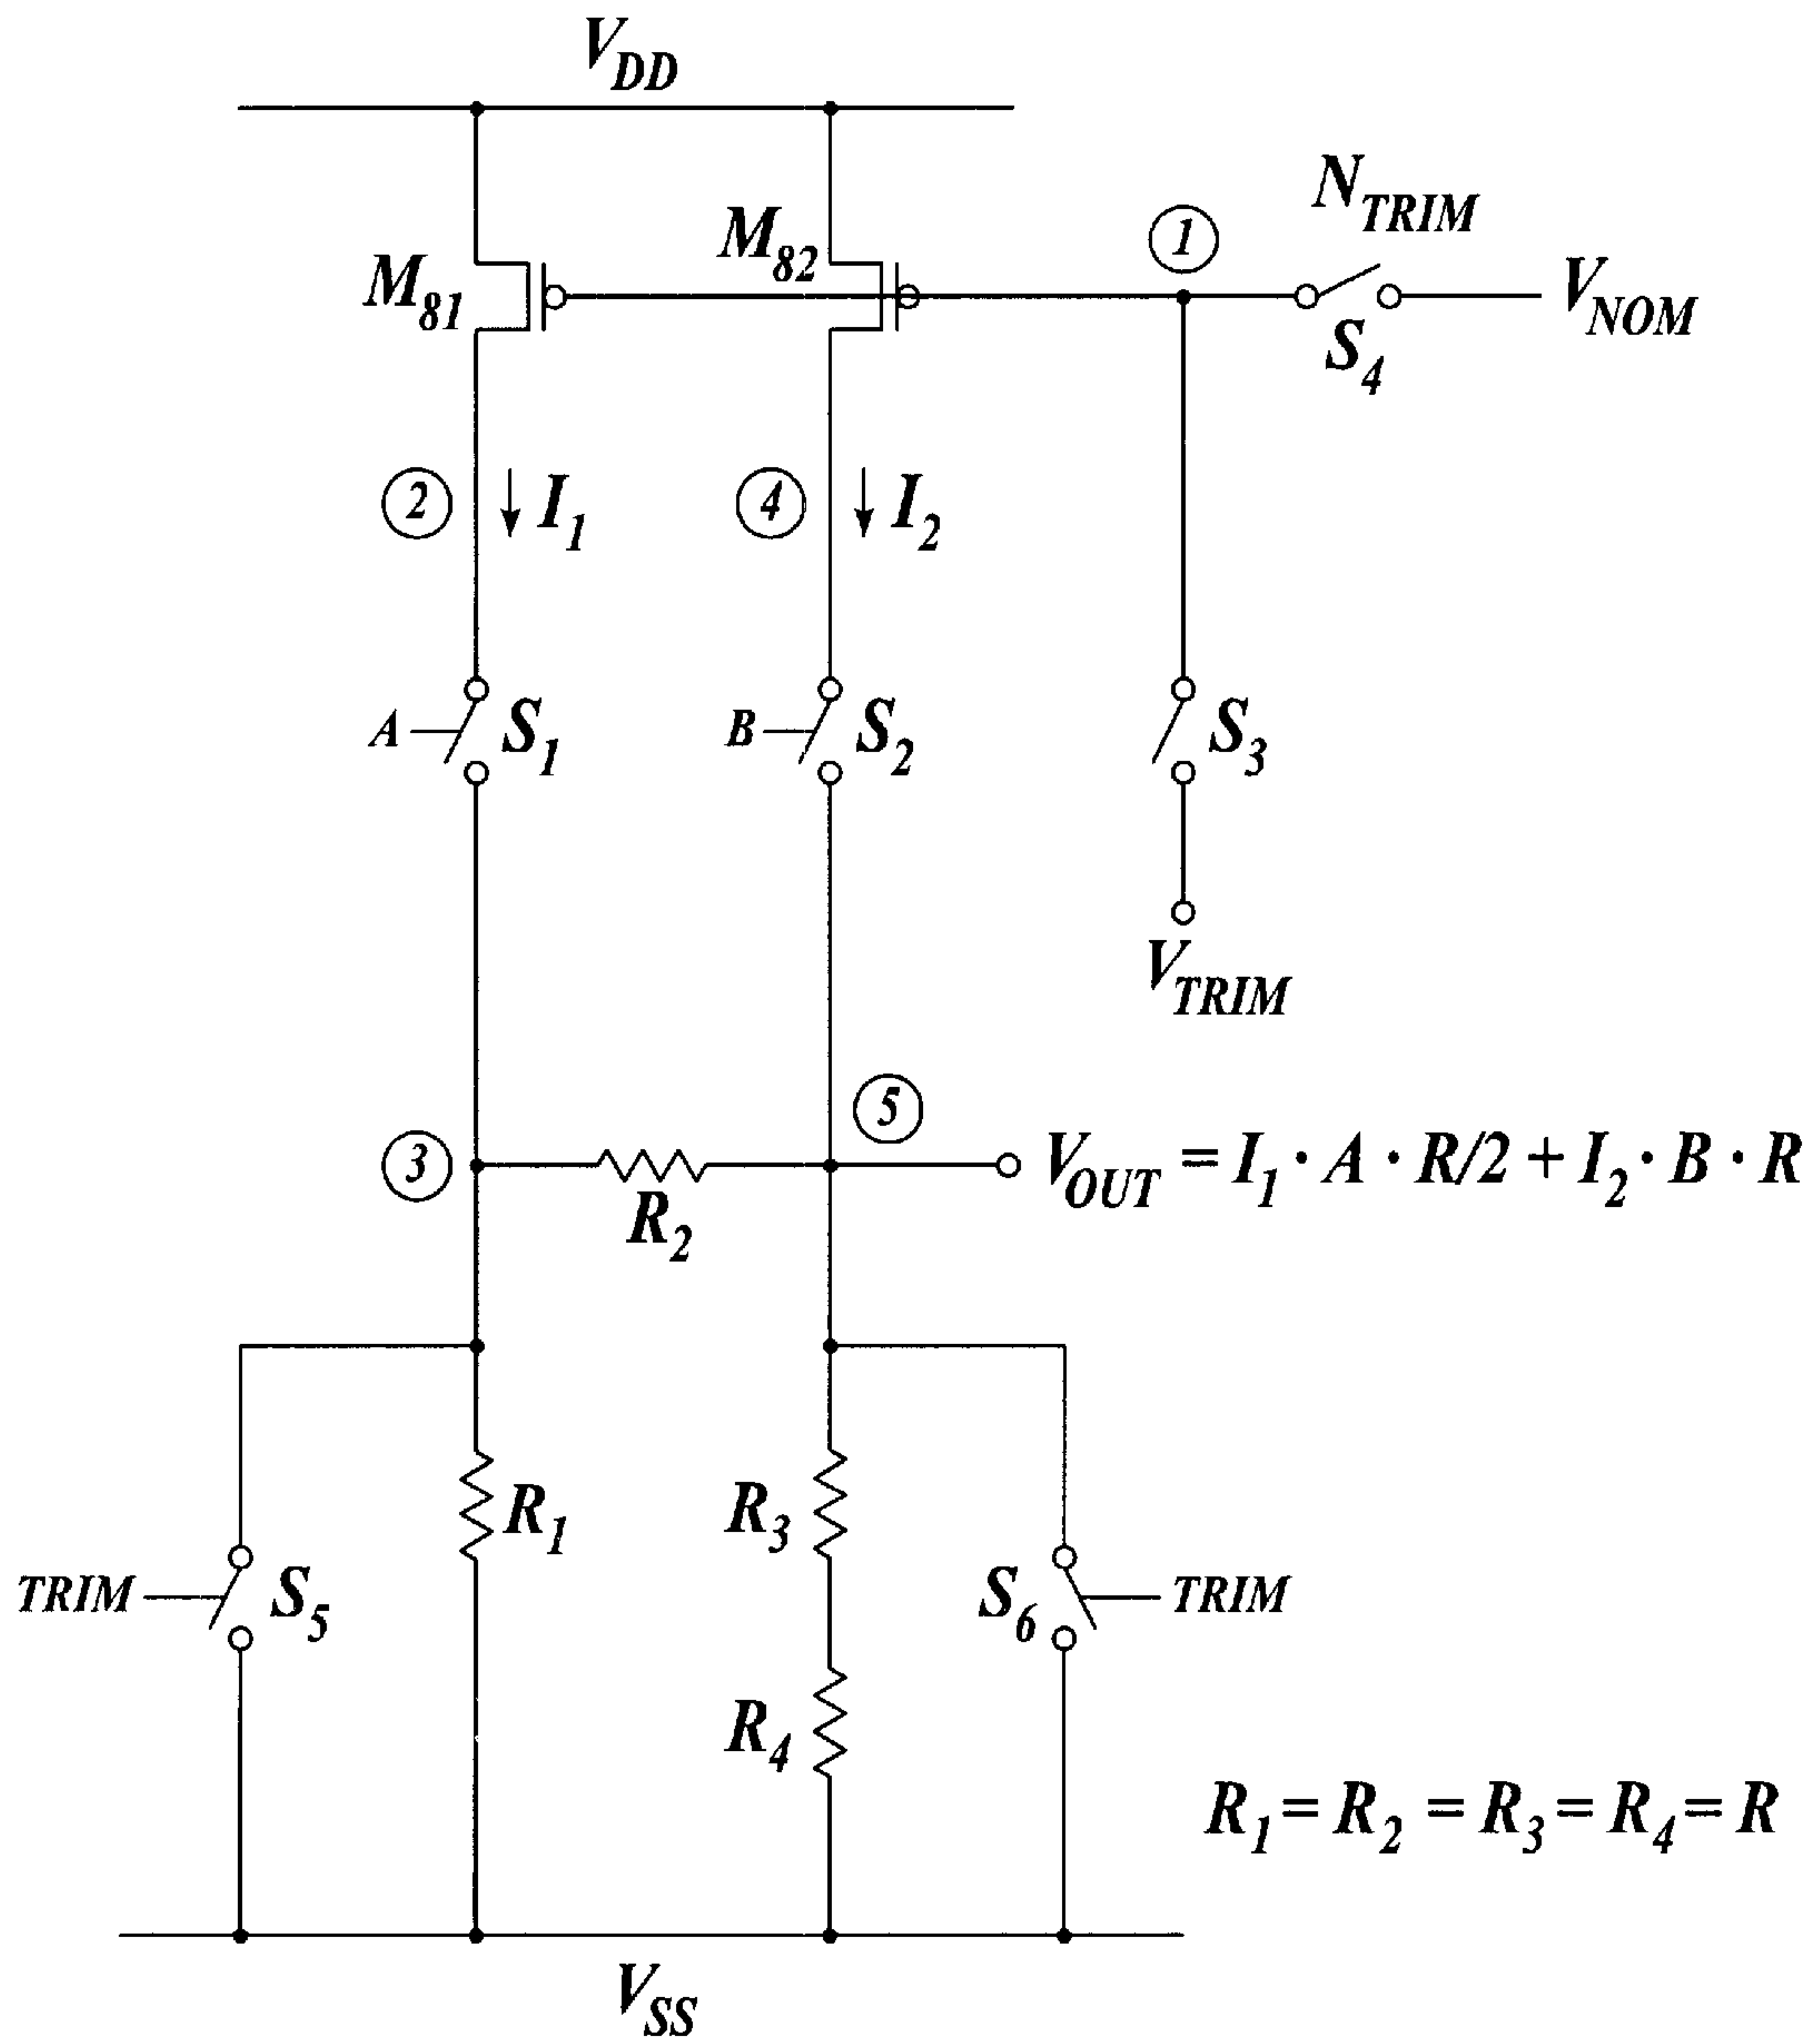 V_DD
N_TRIM
M_81
M_82
1
V_NOM
S_4
2
I_1
4
I_2
A
S_1
B
S_2
S_3
V_TRIM
5
3
V_OUT = I_1 · A · R/2 + I_2 · B · R
R_2
R_1
R_3
TRIM
S_5
S_6
TRIM
R_4
R_1 = R_2 = R_3 = R_4 = R
V_SS